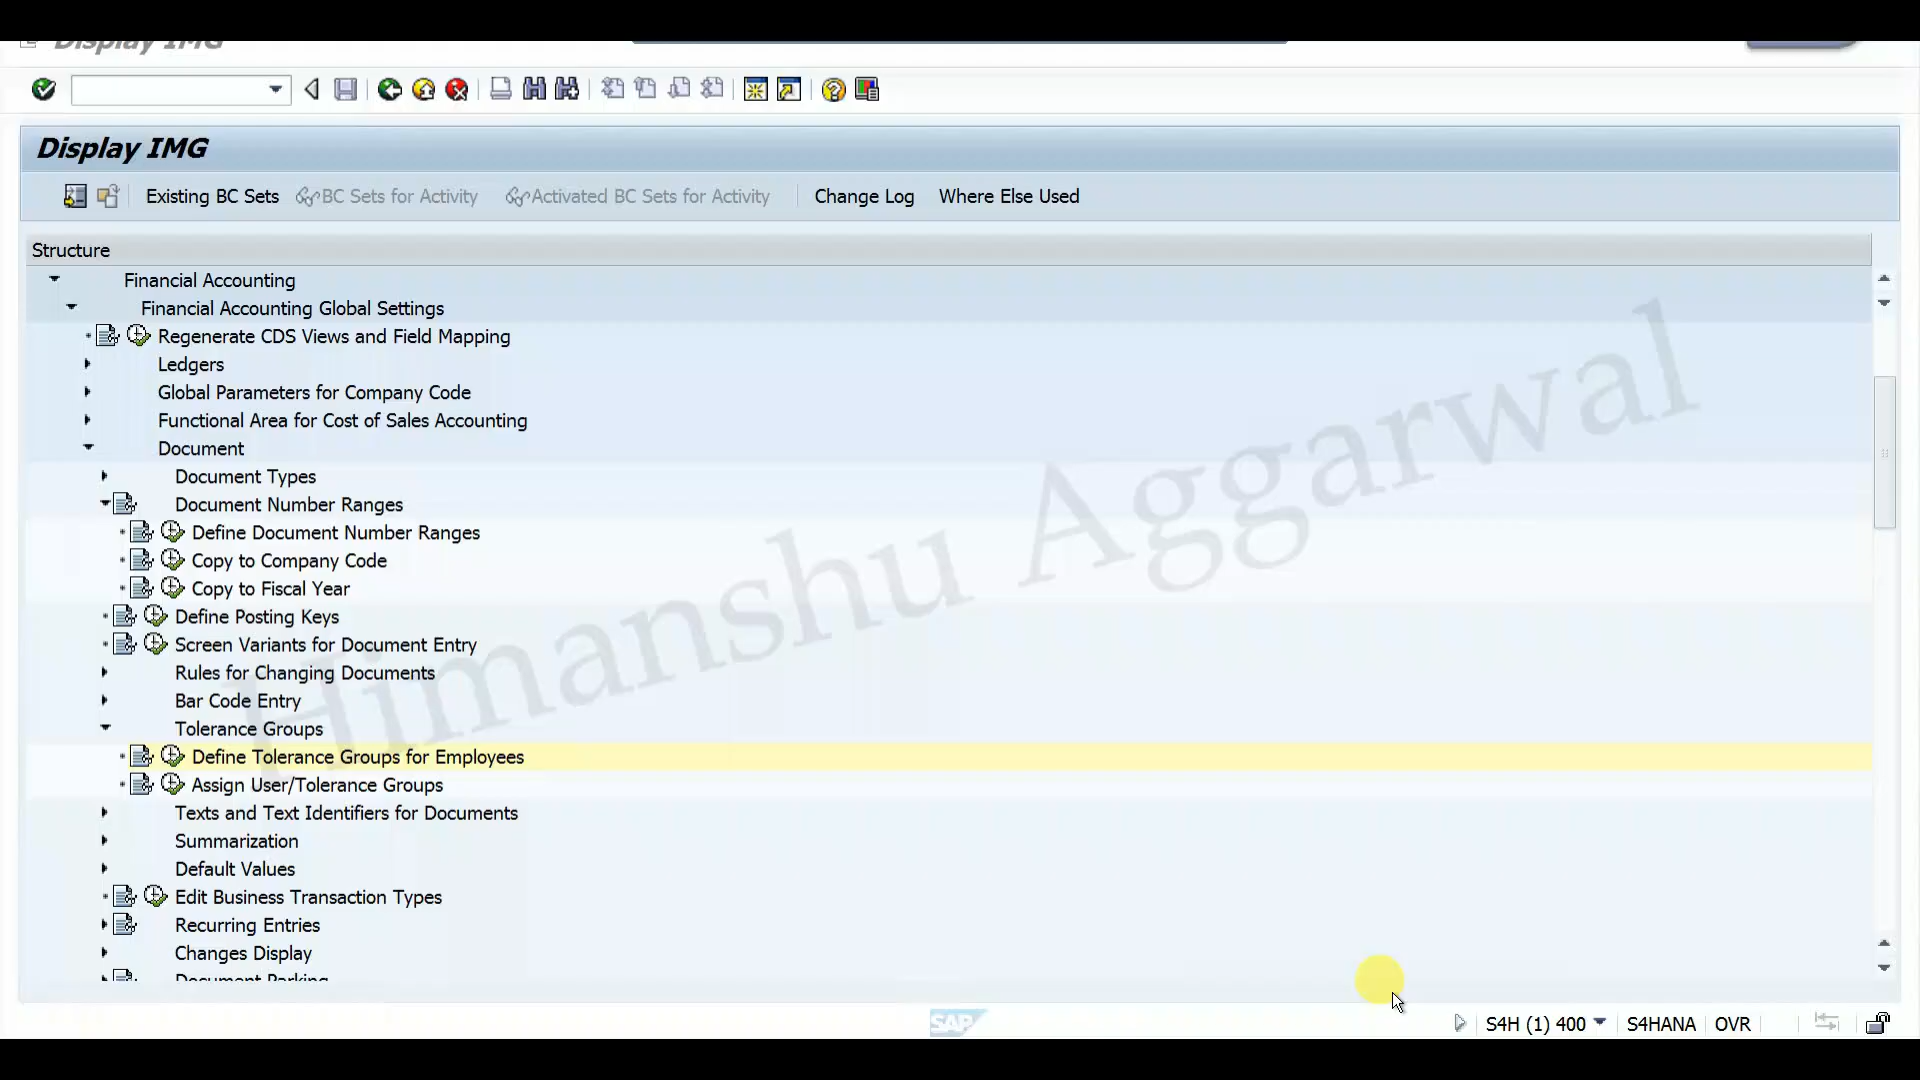 Display IMG
Display IMG
Existing BC Sets BC Sets for Activity Activated BC Sets for Activity Change Log Where Else Used
Structure
Financial Accounting
Financial Accounting Global Settings
Regenerate CDS Views and Field Mapping
Ledgers
Global Parameters for Company Code
Functional Area for Cost of Sales Accounting
Document
Document Types
Document Number Ranges
Define Document Number Ranges
Copy to Company Code
Copy to Fiscal Year
Define Posting Keys
Screen Variants for Document Entry
Rules for Changing Documents
Bar Code Entry
Tolerance Groups
Define Tolerance Groups for Employees
Assign User/Tolerance Groups
Texts and Text Identifiers for Documents
Summarization
Default Values
Edit Business Transaction Types
Recurring Entries
Changes Display
Document Parking
Himanshu Aggarwal
SAP S4H (1) 400 S4HANA OVR